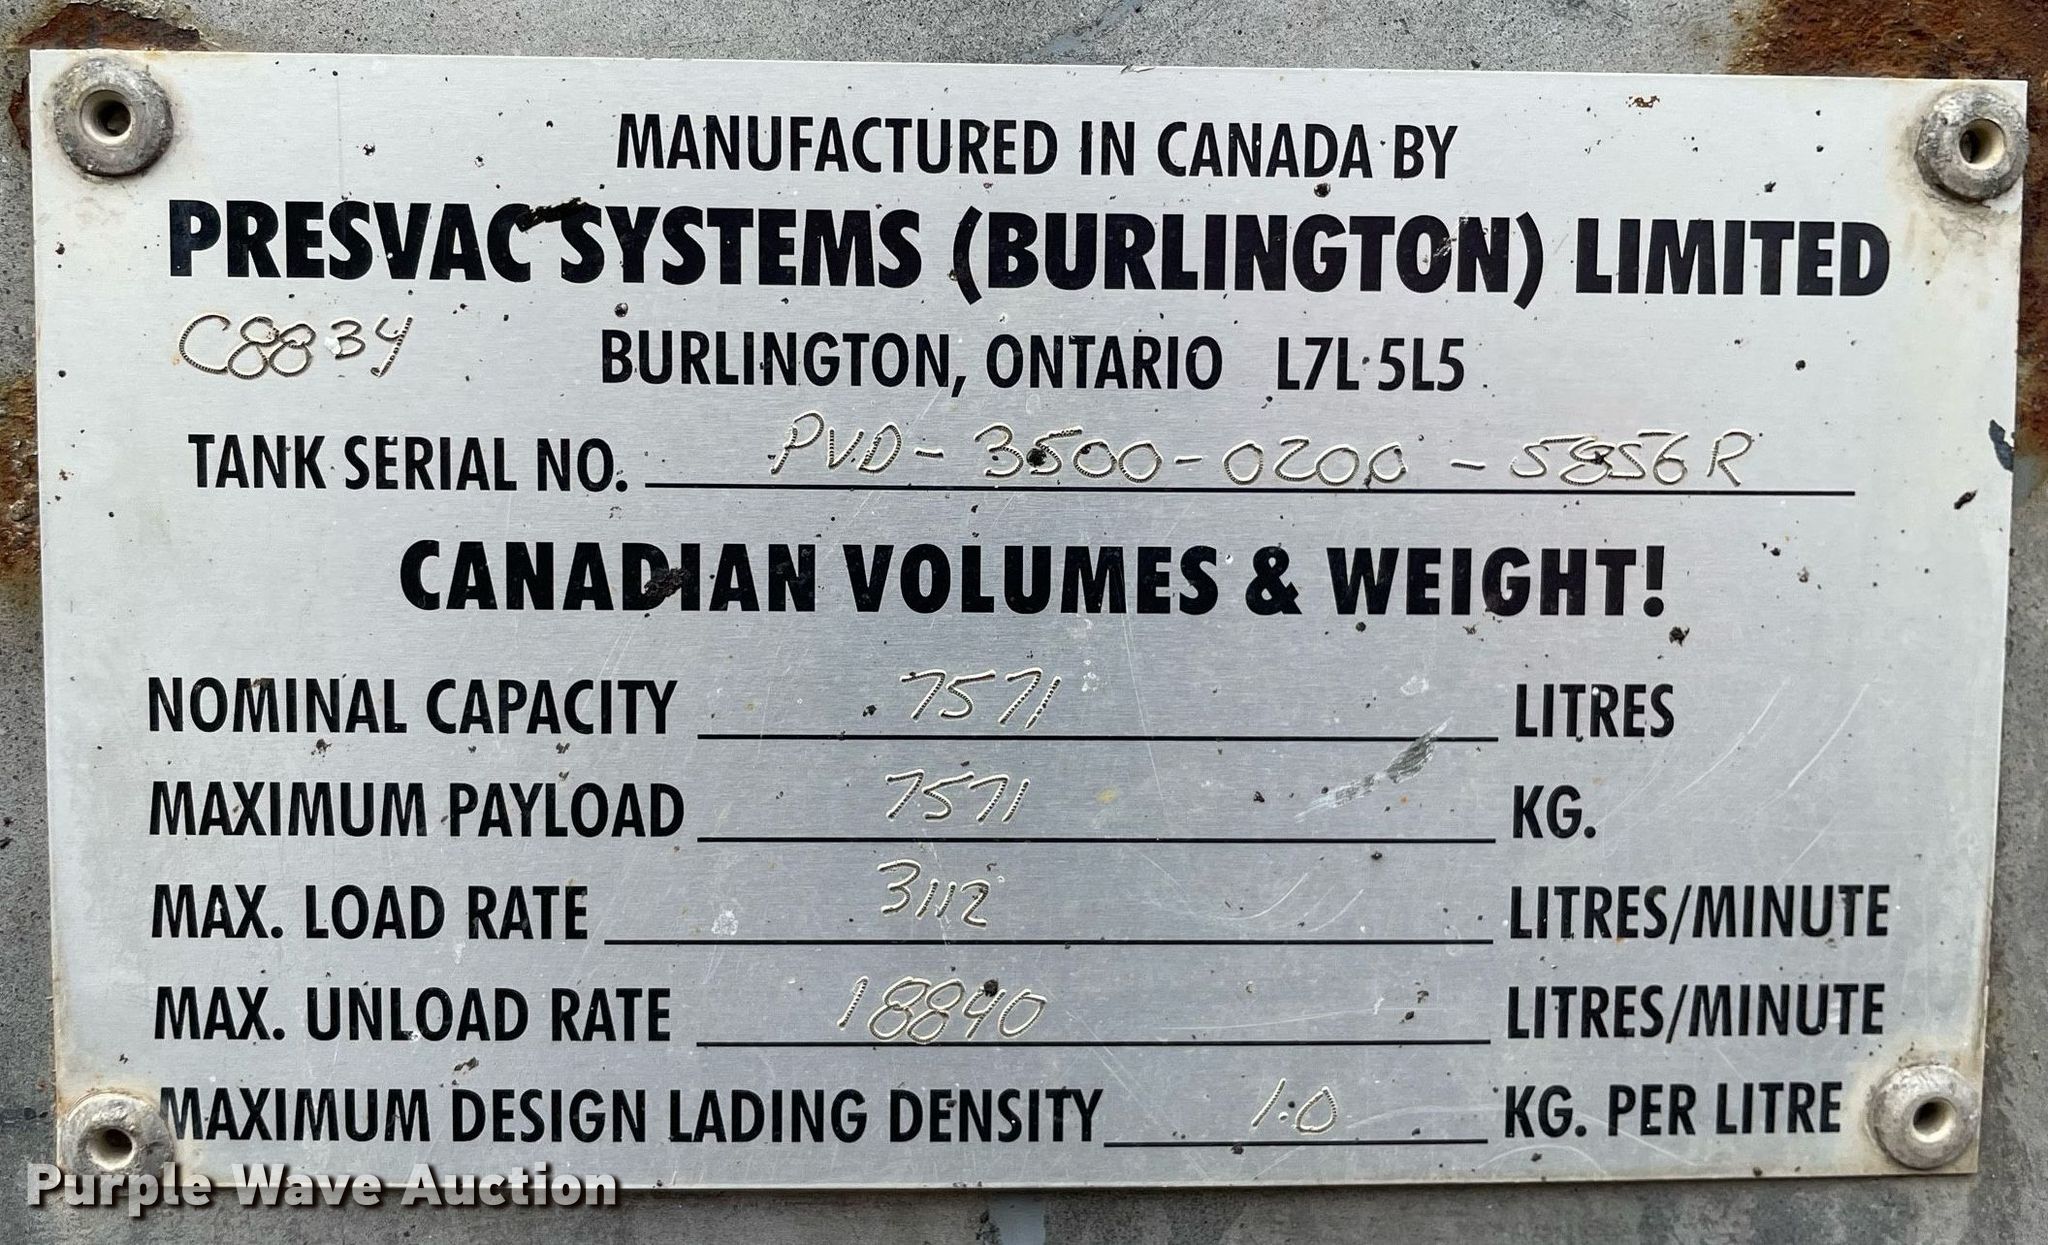 MANUFACTURED IN CANADA BY
PRESVAC SYSTEMS (BURLINGTON) LIMITED
C8834 BURLINGTON, ONTARIO L7L 5L5
TANK SERIAL NO. PVD-3500-0200-5856R
CANADIAN VOLUMES & WEIGHT!
NOMINAL CAPACITY 7571 LITRES
MAXIMUM PAYLOAD 7571 KG.
MAX. LOAD RATE 3112 LITRES/MINUTE
MAX. UNLOAD RATE 18840 LITRES/MINUTE
MAXIMUM DESIGN LADING DENSITY 1.0 KG. PER LITRE
Purple Wave Auction